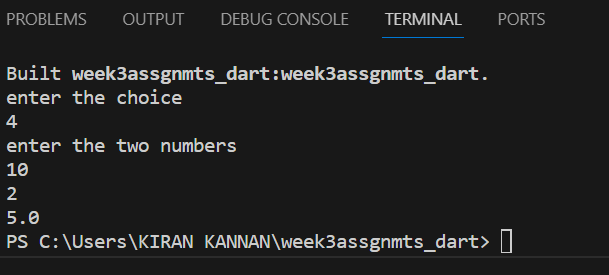 PROBLEMS OUTPUT DEBUG CONSOLE TERMINAL PORTS
Built week3assgnmts_dart:week3assgnmts_dart.
enter the choice
4
enter the two numbers
10
2
5.0
PS C:\Users\KIRAN KANNAN\week3assgnmts_dart>